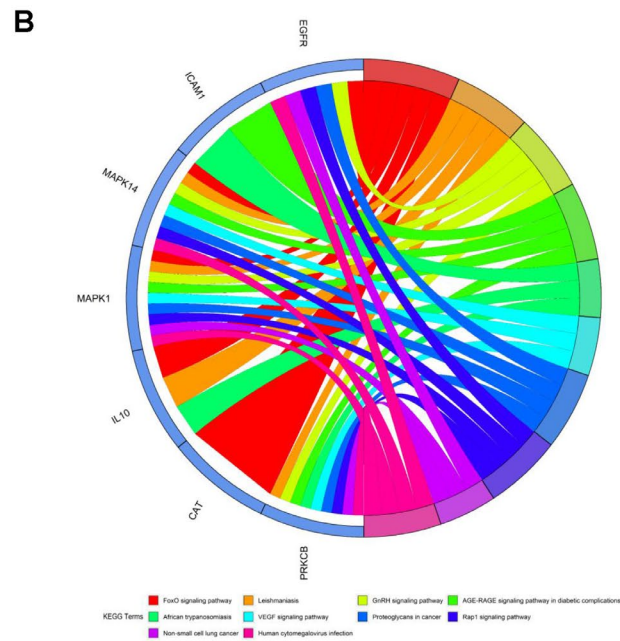 B
EGFR
ICAM1
MAPK14
MAPK1
IL10
CAT
PRKCB
FoxO signaling pathway Leishmaniasis GnRH signaling pathway AGE-RAGE signaling pathway in diabetic complications
KEGG Terms African trypanosomiasis VEGF signaling pathway Proteoglycans in cancer Rap1 signaling pathway
Non-small cell lung cancer Human cytomegalovirus infection